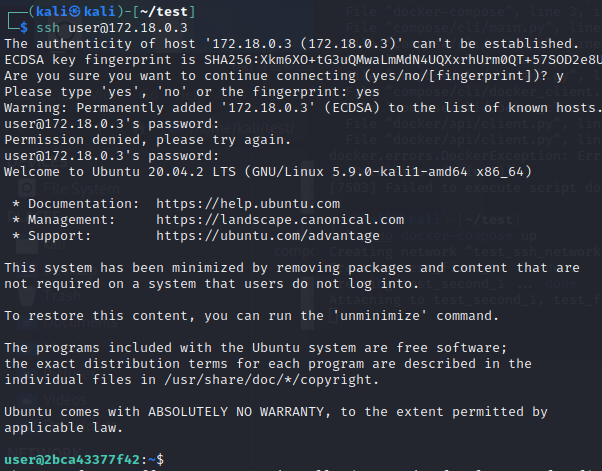 ┌──(kali㉿kali)-[~/test]
└─$ ssh user@172.18.0.3
The authenticity of host '172.18.0.3 (172.18.0.3)' can't be established.
ECDSA key fingerprint is SHA256:Xkm6XO+tG3uQMwaLmMdN4UQXxrhUrm0QT+57SOD2e8U
Are you sure you want to continue connecting (yes/no/[fingerprint])? y
Please type 'yes', 'no' or the fingerprint: yes
Warning: Permanently added '172.18.0.3' (ECDSA) to the list of known hosts.
user@172.18.0.3's password:
Permission denied, please try again.
user@172.18.0.3's password:
Welcome to Ubuntu 20.04.2 LTS (GNU/Linux 5.9.0-kali1-amd64 x86_64)
* Documentation:  https://help.ubuntu.com
* Management:     https://landscape.canonical.com
* Support:        https://ubuntu.com/advantage
This system has been minimized by removing packages and content that are
not required on a system that users do not log into.
To restore this content, you can run the 'unminimize' command.
The programs included with the Ubuntu system are free software;
the exact distribution terms for each program are described in the
individual files in /usr/share/doc/*/copyright.
Ubuntu comes with ABSOLUTELY NO WARRANTY, to the extent permitted by
applicable law.
user@2bca43377f42:~$